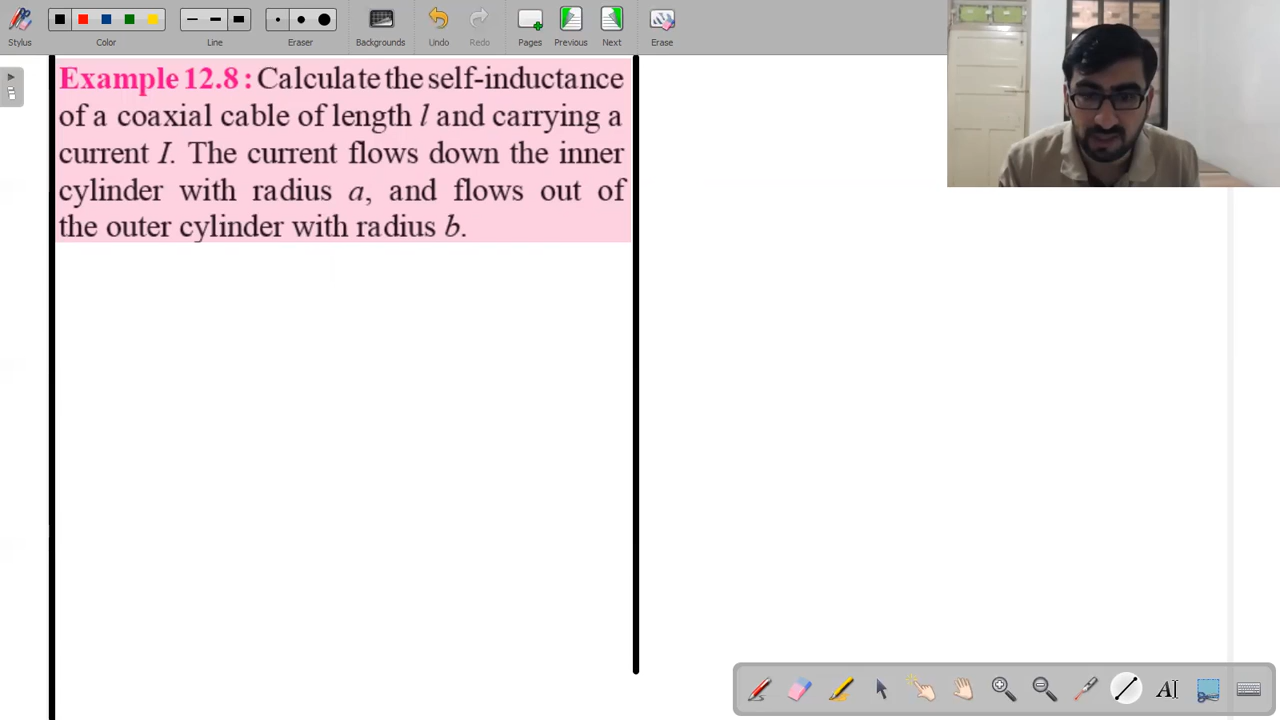 Stylus
Color
Line
Eraser
Backgrounds
Undo
Redo
Pages
Previous
Next
Erase
Example 12.8 : Calculate the self-inductance
of a coaxial cable of length l and carrying a
current I. The current flows down the inner
cylinder with radius a, and flows out of
the outer cylinder with radius b.
AI